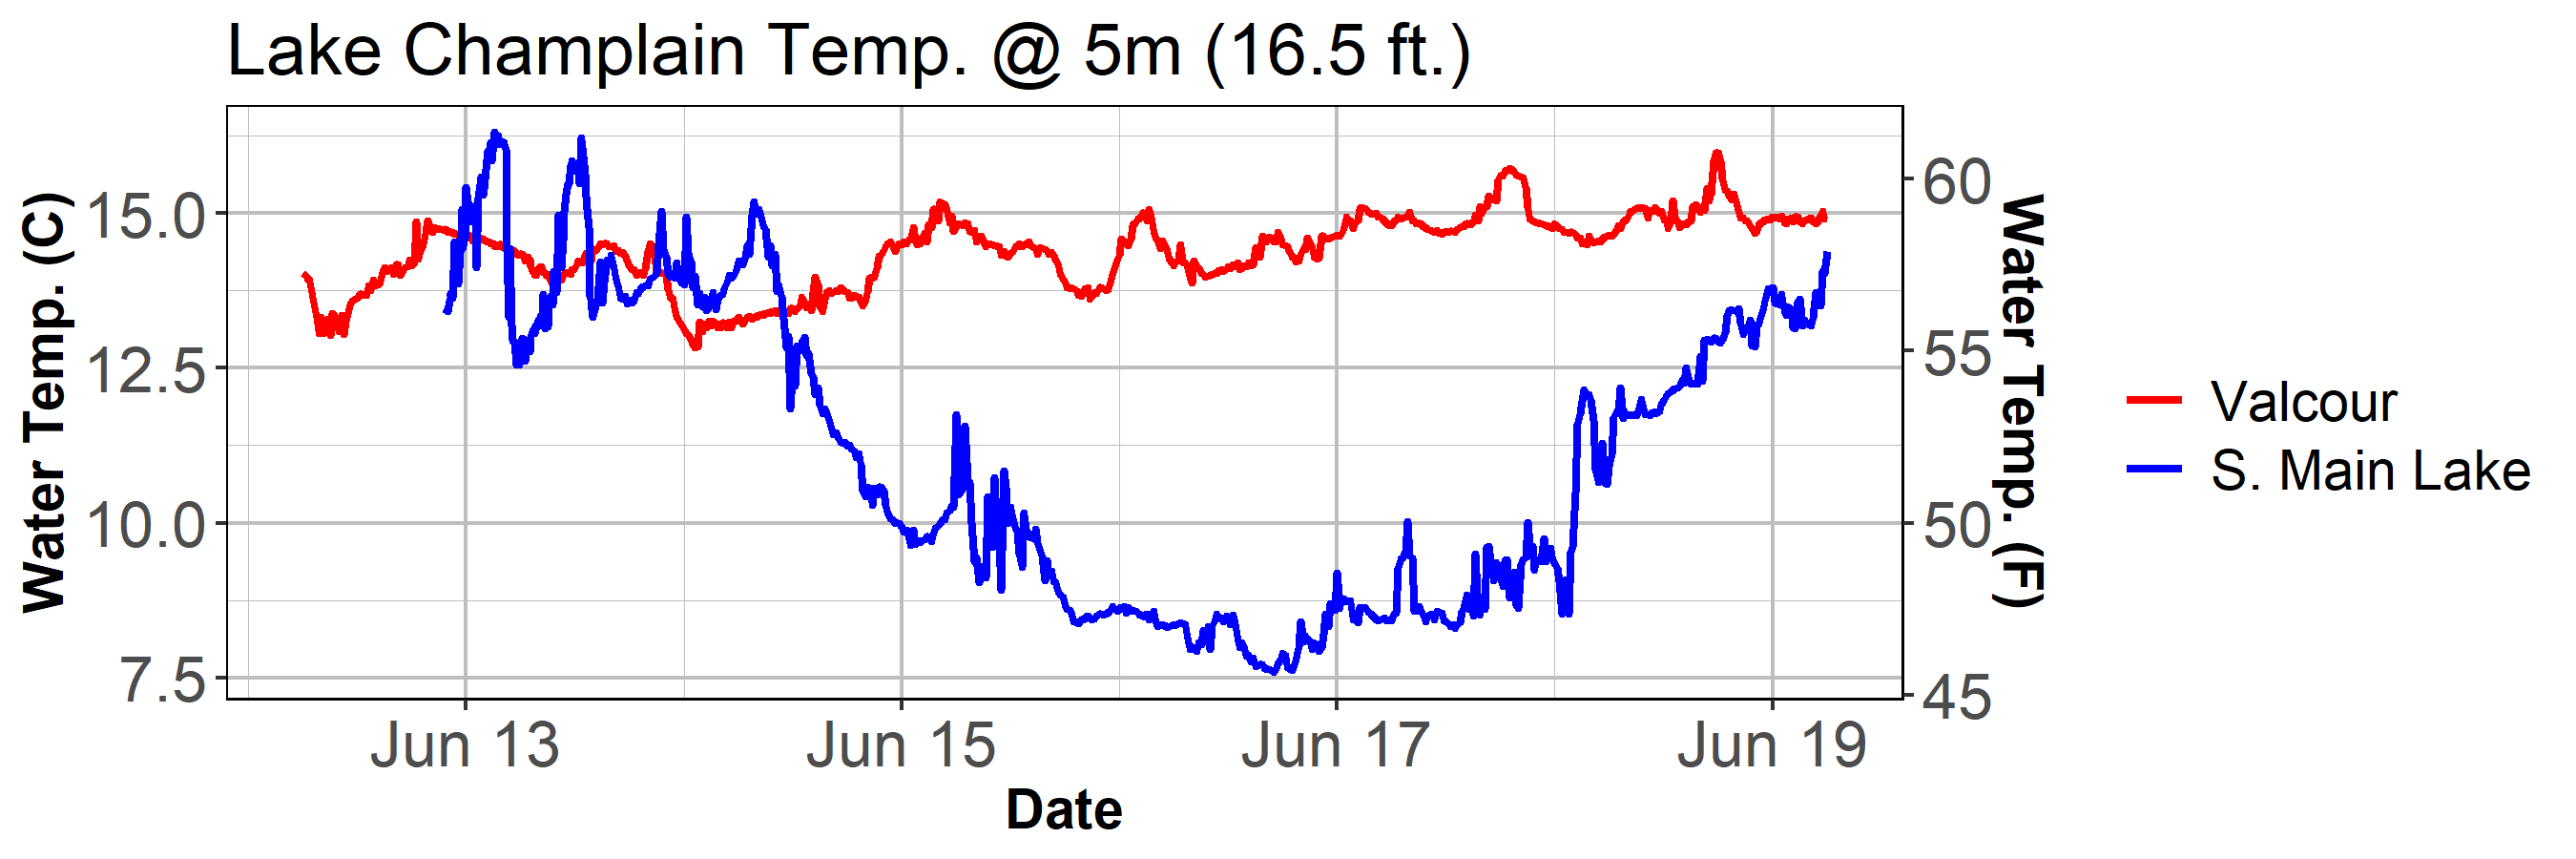 Lake Champlain Temp. @ 5m (16.5 ft.)
Water Temp. (C)
15.0
12.5
10.0
7.5
60
55
50
45
Water Temp. (F)
Jun 13
Jun 15
Jun 17
Jun 19
Date
Valcour
S. Main Lake